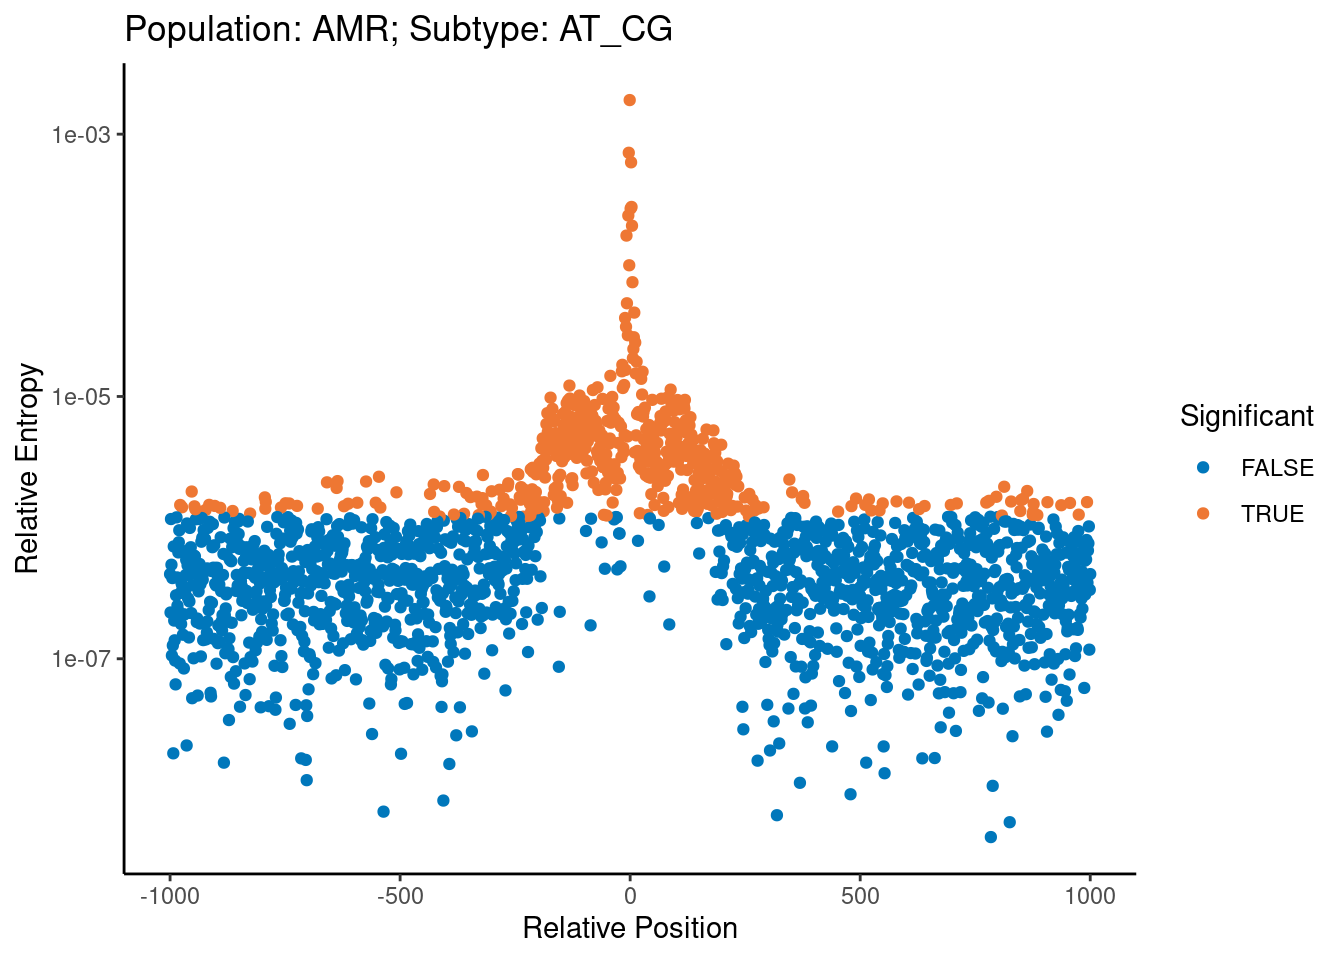 Population: AMR; Subtype: AT_CG
1e-03
1e-05
1e-07
Relative Entropy
-1000
-500
0
500
1000
Relative Position
Significant
FALSE
TRUE